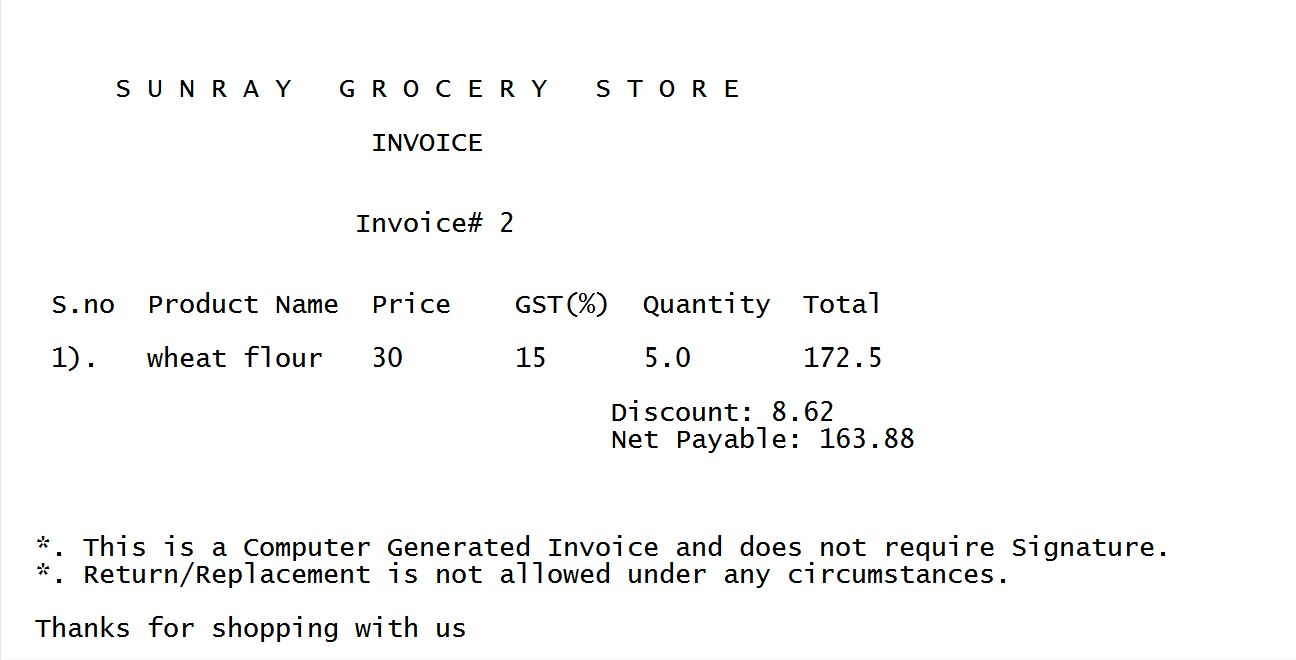 S U N R A Y   G R O C E R Y   S T O R E
INVOICE
Invoice# 2
S.no  Product Name  Price  GST(%)  Quantity  Total
1).  wheat flour  30  15  5.0  172.5
Discount: 8.62
Net Payable: 163.88
*. This is a Computer Generated Invoice and does not require Signature.
*. Return/Replacement is not allowed under any circumstances.
Thanks for shopping with us